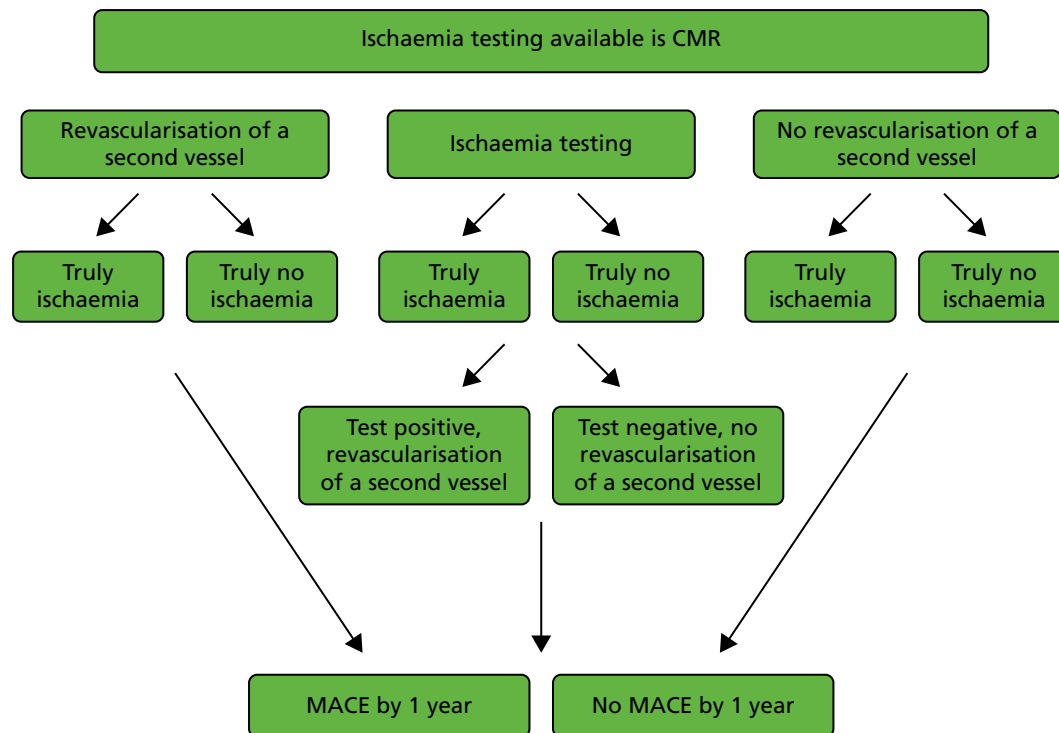 Ischaemia testing available is CMR
Revascularisation of a
second vessel
Ischaemia testing
No revascularisation of a
second vessel
Truly
ischaemia
Truly no
ischaemia
Truly
ischaemia
Truly no
ischaemia
Truly
ischaemia
Truly no
ischaemia
Test positive,
revascularisation
of a second vessel
Test negative, no
revascularisation
of a second vessel
MACE by 1 year
No MACE by 1 year